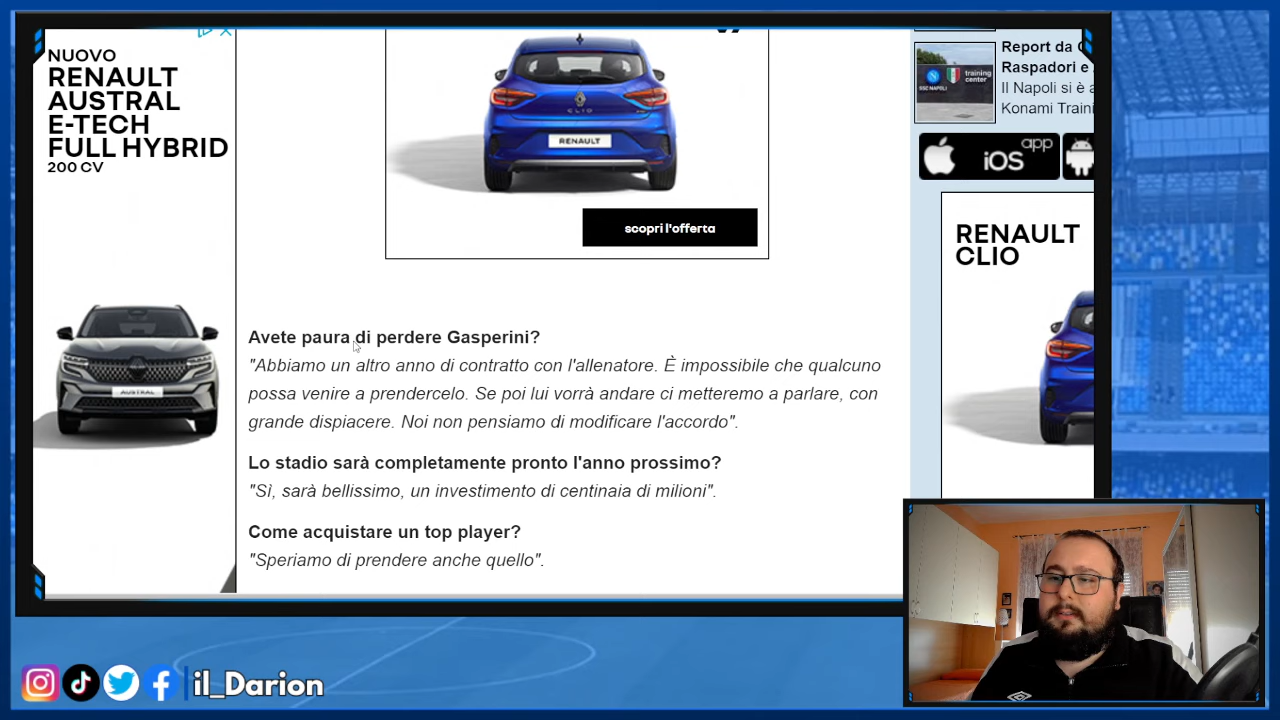 NUOVO
RENAULT
AUSTRAL
E-TECH
FULL HYBRID
200 CV
AUSTRAL
CLIO
RENAULT
scopri l'offerta
Avete paura di perdere Gasperini?
"Abbiamo un altro anno di contratto con l'allenatore. È impossibile che qualcuno
possa venire a prendercelo. Se poi lui vorrà andare ci metteremo a parlare, con
grande dispiacere. Noi non pensiamo di modificare l'accordo".
Lo stadio sarà completamente pronto l'anno prossimo?
"Sì, sarà bellissimo, un investimento di centinaia di milioni".
Come acquistare un top player?
"Speriamo di prendere anche quello".
Report da
Raspadori e
Il Napoli si è
Konami Traini
training
center
SSC NAPOLI
iOS app
RENAULT
CLIO
il_Darion